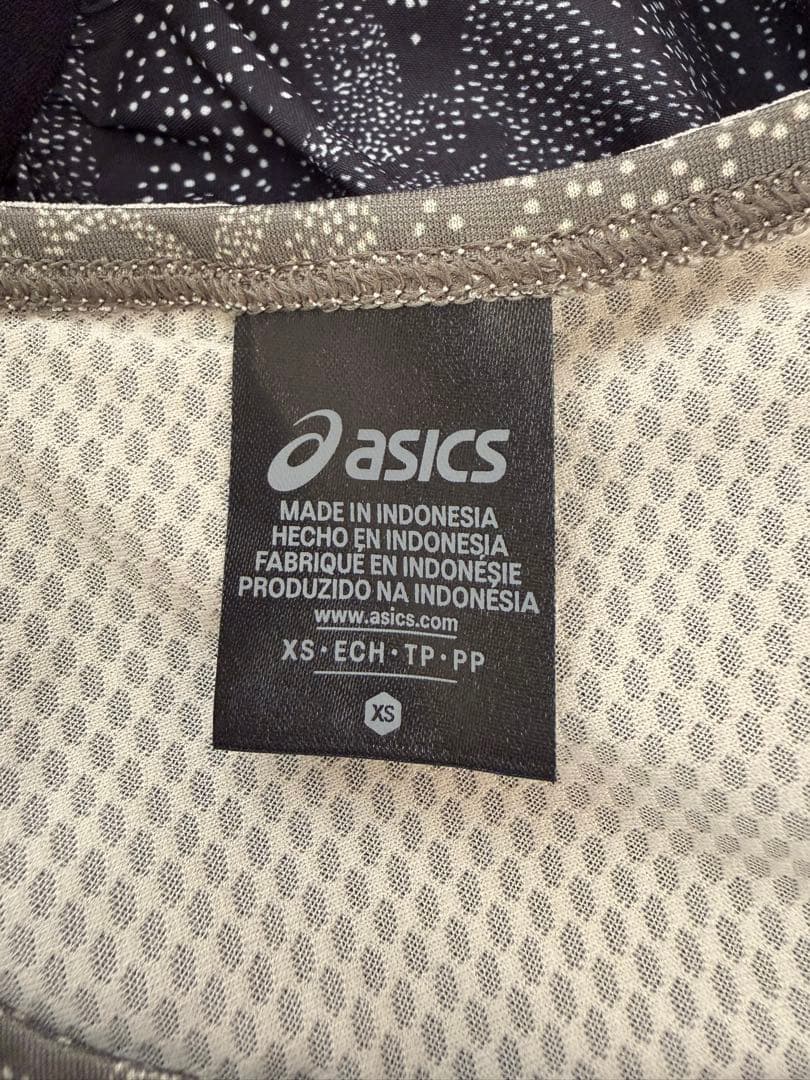 asics
MADE IN INDONESIA
HECHO EN INDONESIA
FABRIQUÉ EN INDONÉSIE
PRODUZIDO NA INDONÉSIA
www.asics.com
XS·ECH·TP·PP
XS